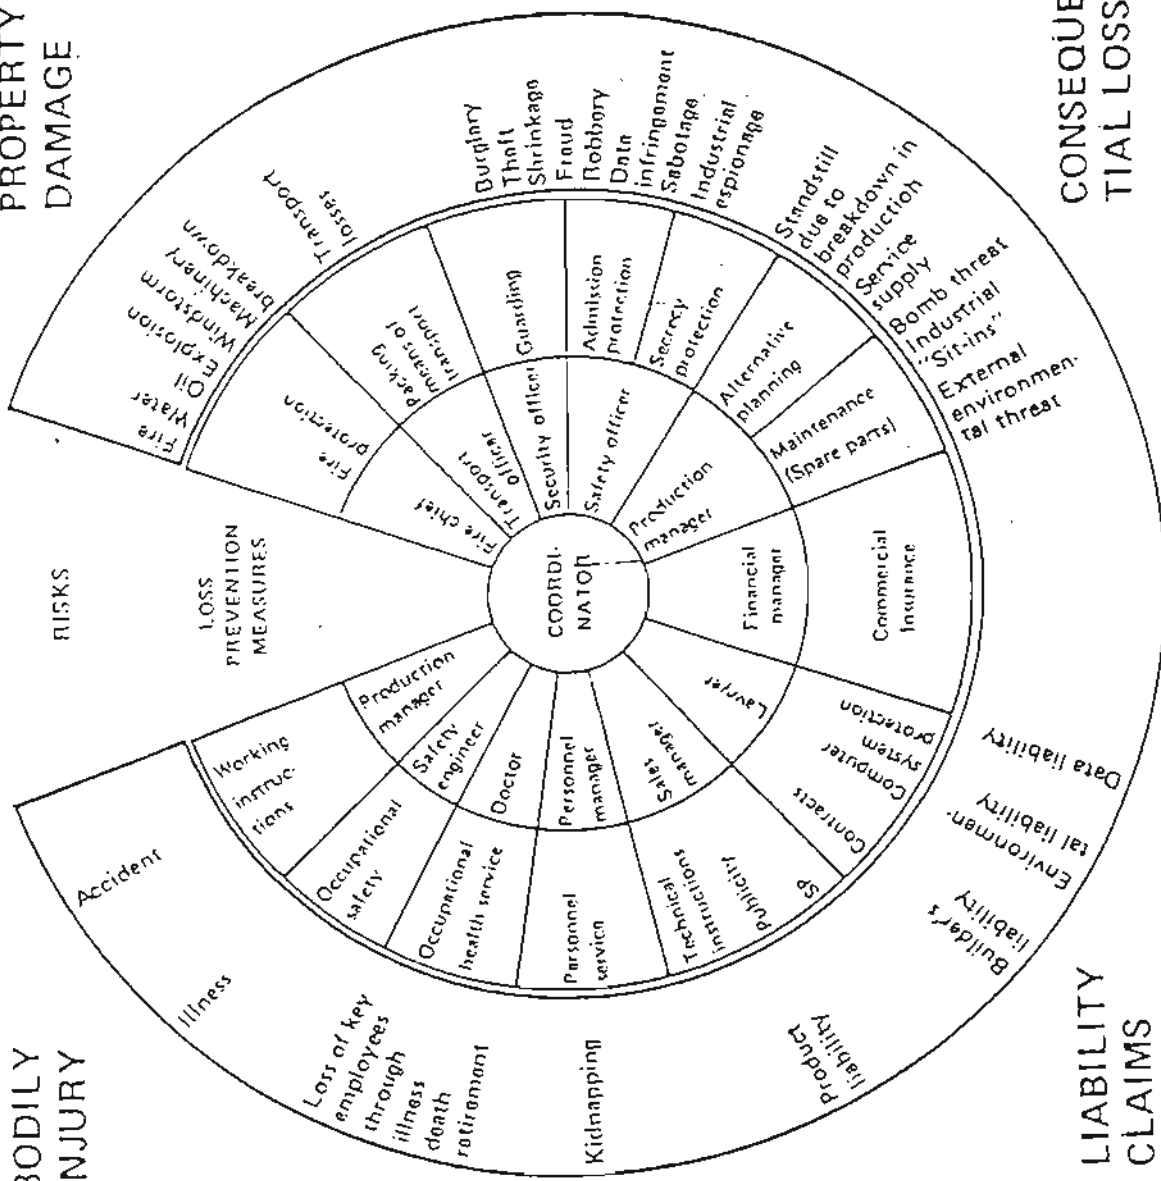 PROPERTY
DAMAGE
CONSEQUE
TIAL LOSS
BODILY
NJURY
LIABILITY
CLAIMS
RISKS
LOSS
PREVENTION
MEASURES
COORDI-
NATOR
Fire
Water
Oil
Explosion
Windstorm
Machinery
breakdown
Transport
losses
Burglary
Theft
Shrinkage
Fraud
Robbery
Data
infringement
Sabotage
Industrial
espionage
Standstill
due to
breakdown in
production
Service
supply
Bomb threat
Industrial
"Sit-ins"
External
environmen-
tal threat
Data liability
Environmen-
tal liability
Builder's
liability
Product
liability
Kidnapping
Loss of key
employees
through
illness
death
retirement
Illness
Accident
Fire
protection
Packing
means of
transport
Guarding
Admission
protection
Secrecy
protection
Alternative
planning
Maintenance
(Spare parts)
Commercial
Insurance
Computer
system
protection
Contracts
SP
Publicity
Technical
instructions
Personnel
service
Occupational
health service
Occupational
safety
Working
instruc-
tions
Fire chief
Transport
officer
Security officer
Safety officer
Production
manager
Financial
manager
Lawyer
Sales
manager
Personnel
manager
Doctor
Safety
engineer
Production
manager